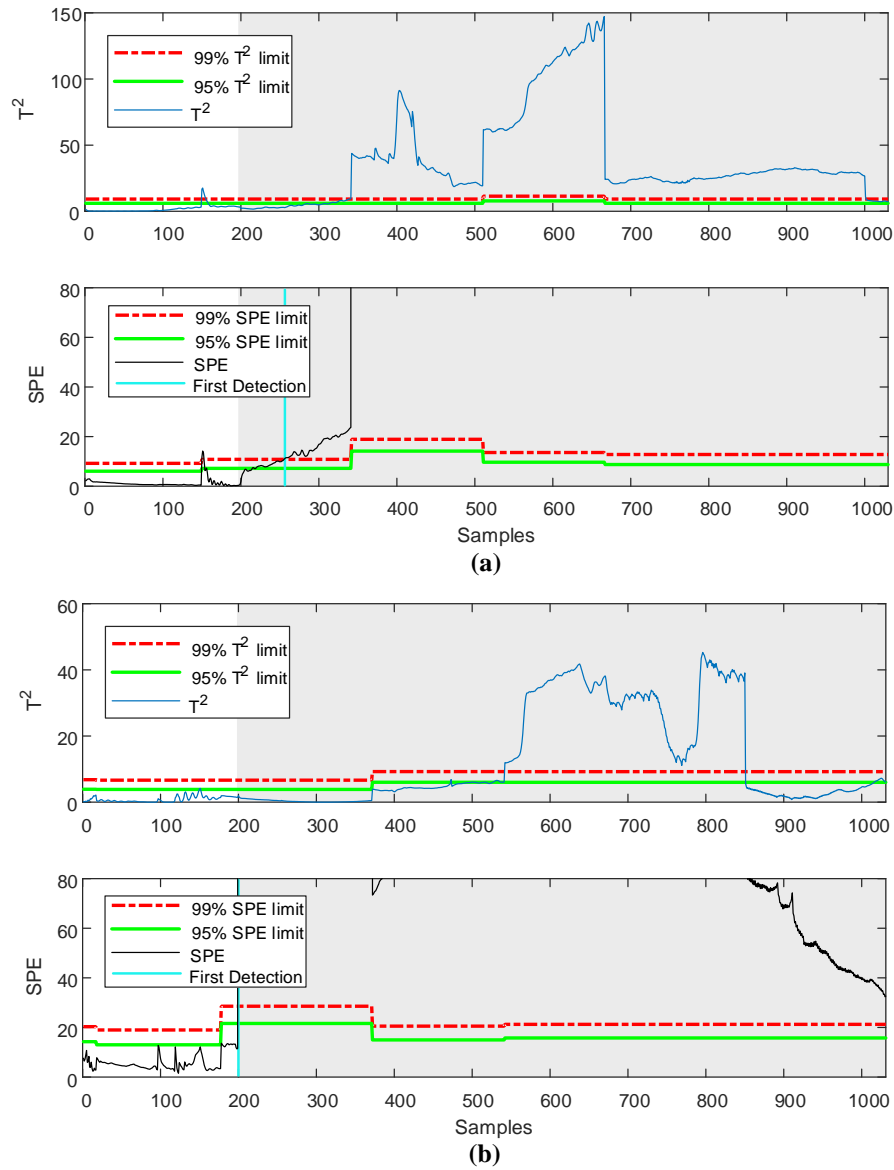 150
100
50
0
T²
99% T² limit
95% T² limit
T²
0 100 200 300 400 500 600 700 800 900 1000
80
60
40
20
0
SPE
99% SPE limit
95% SPE limit
SPE
First Detection
0 100 200 300 400 500 600 700 800 900 1000
Samples
(a)
60
40
20
0
T²
99% T² limit
95% T² limit
T²
0 100 200 300 400 500 600 700 800 900 1000
80
60
40
20
0
SPE
99% SPE limit
95% SPE limit
SPE
First Detection
0 100 200 300 400 500 600 700 800 900 1000
Samples
(b)